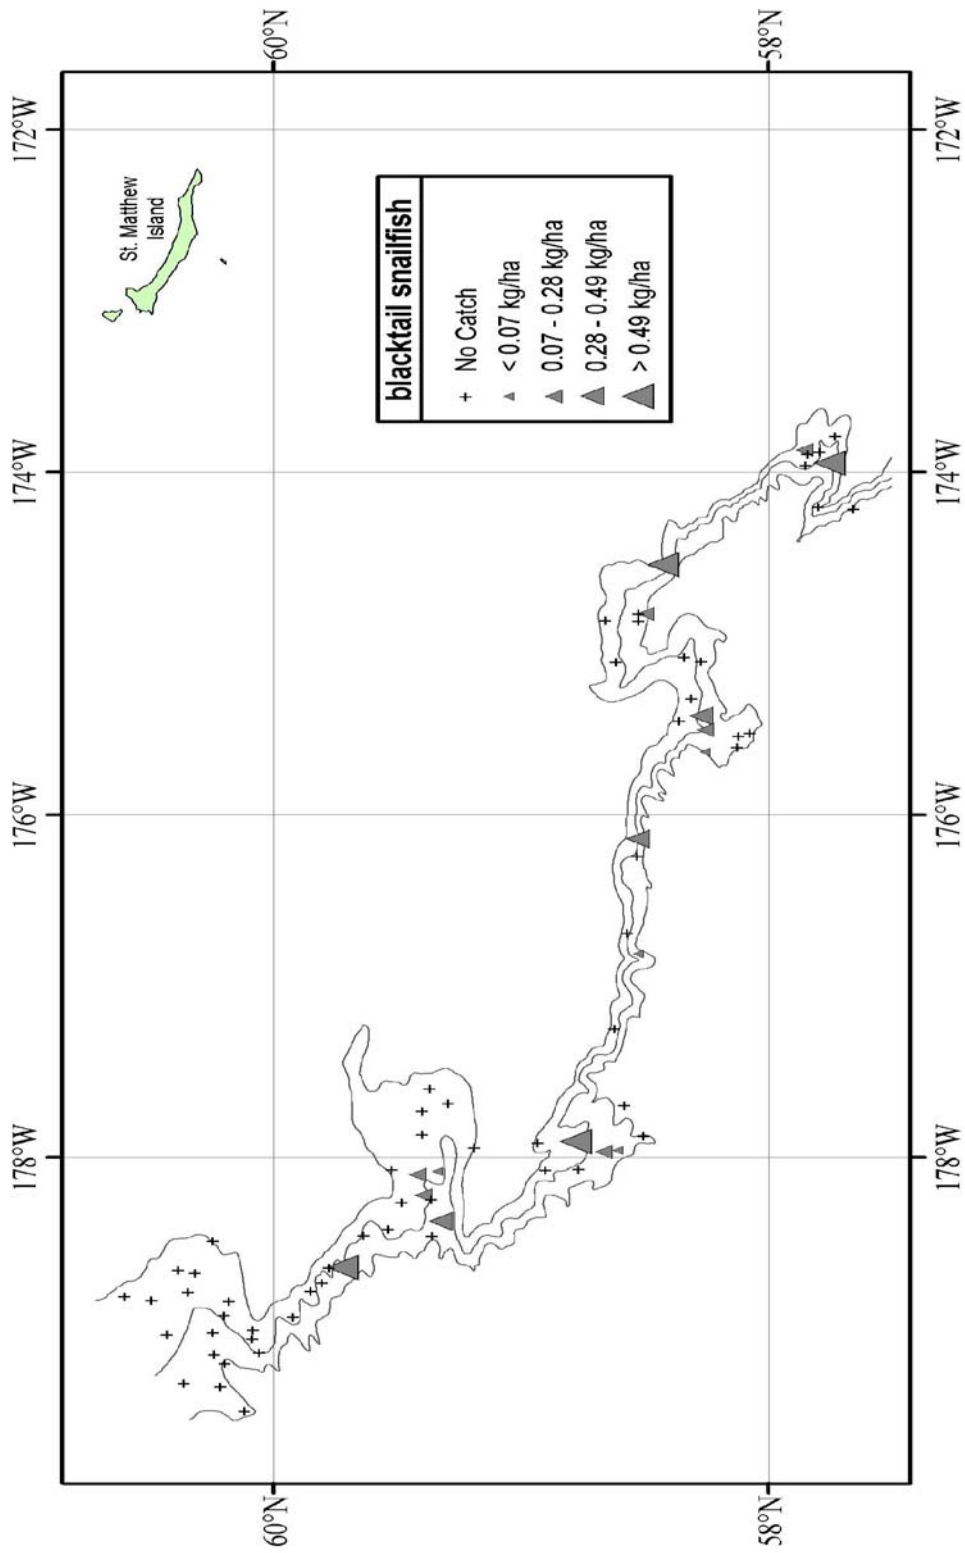 60°N
58°N
172°W
174°W
176°W
178°W
St. Matthew
Island
blacktail snailfish
No Catch
< 0.07 kg/ha
0.07 - 0.28 kg/ha
0.28 - 0.49 kg/ha
> 0.49 kg/ha
172°W
174°W
176°W
178°W
60°N
58°N